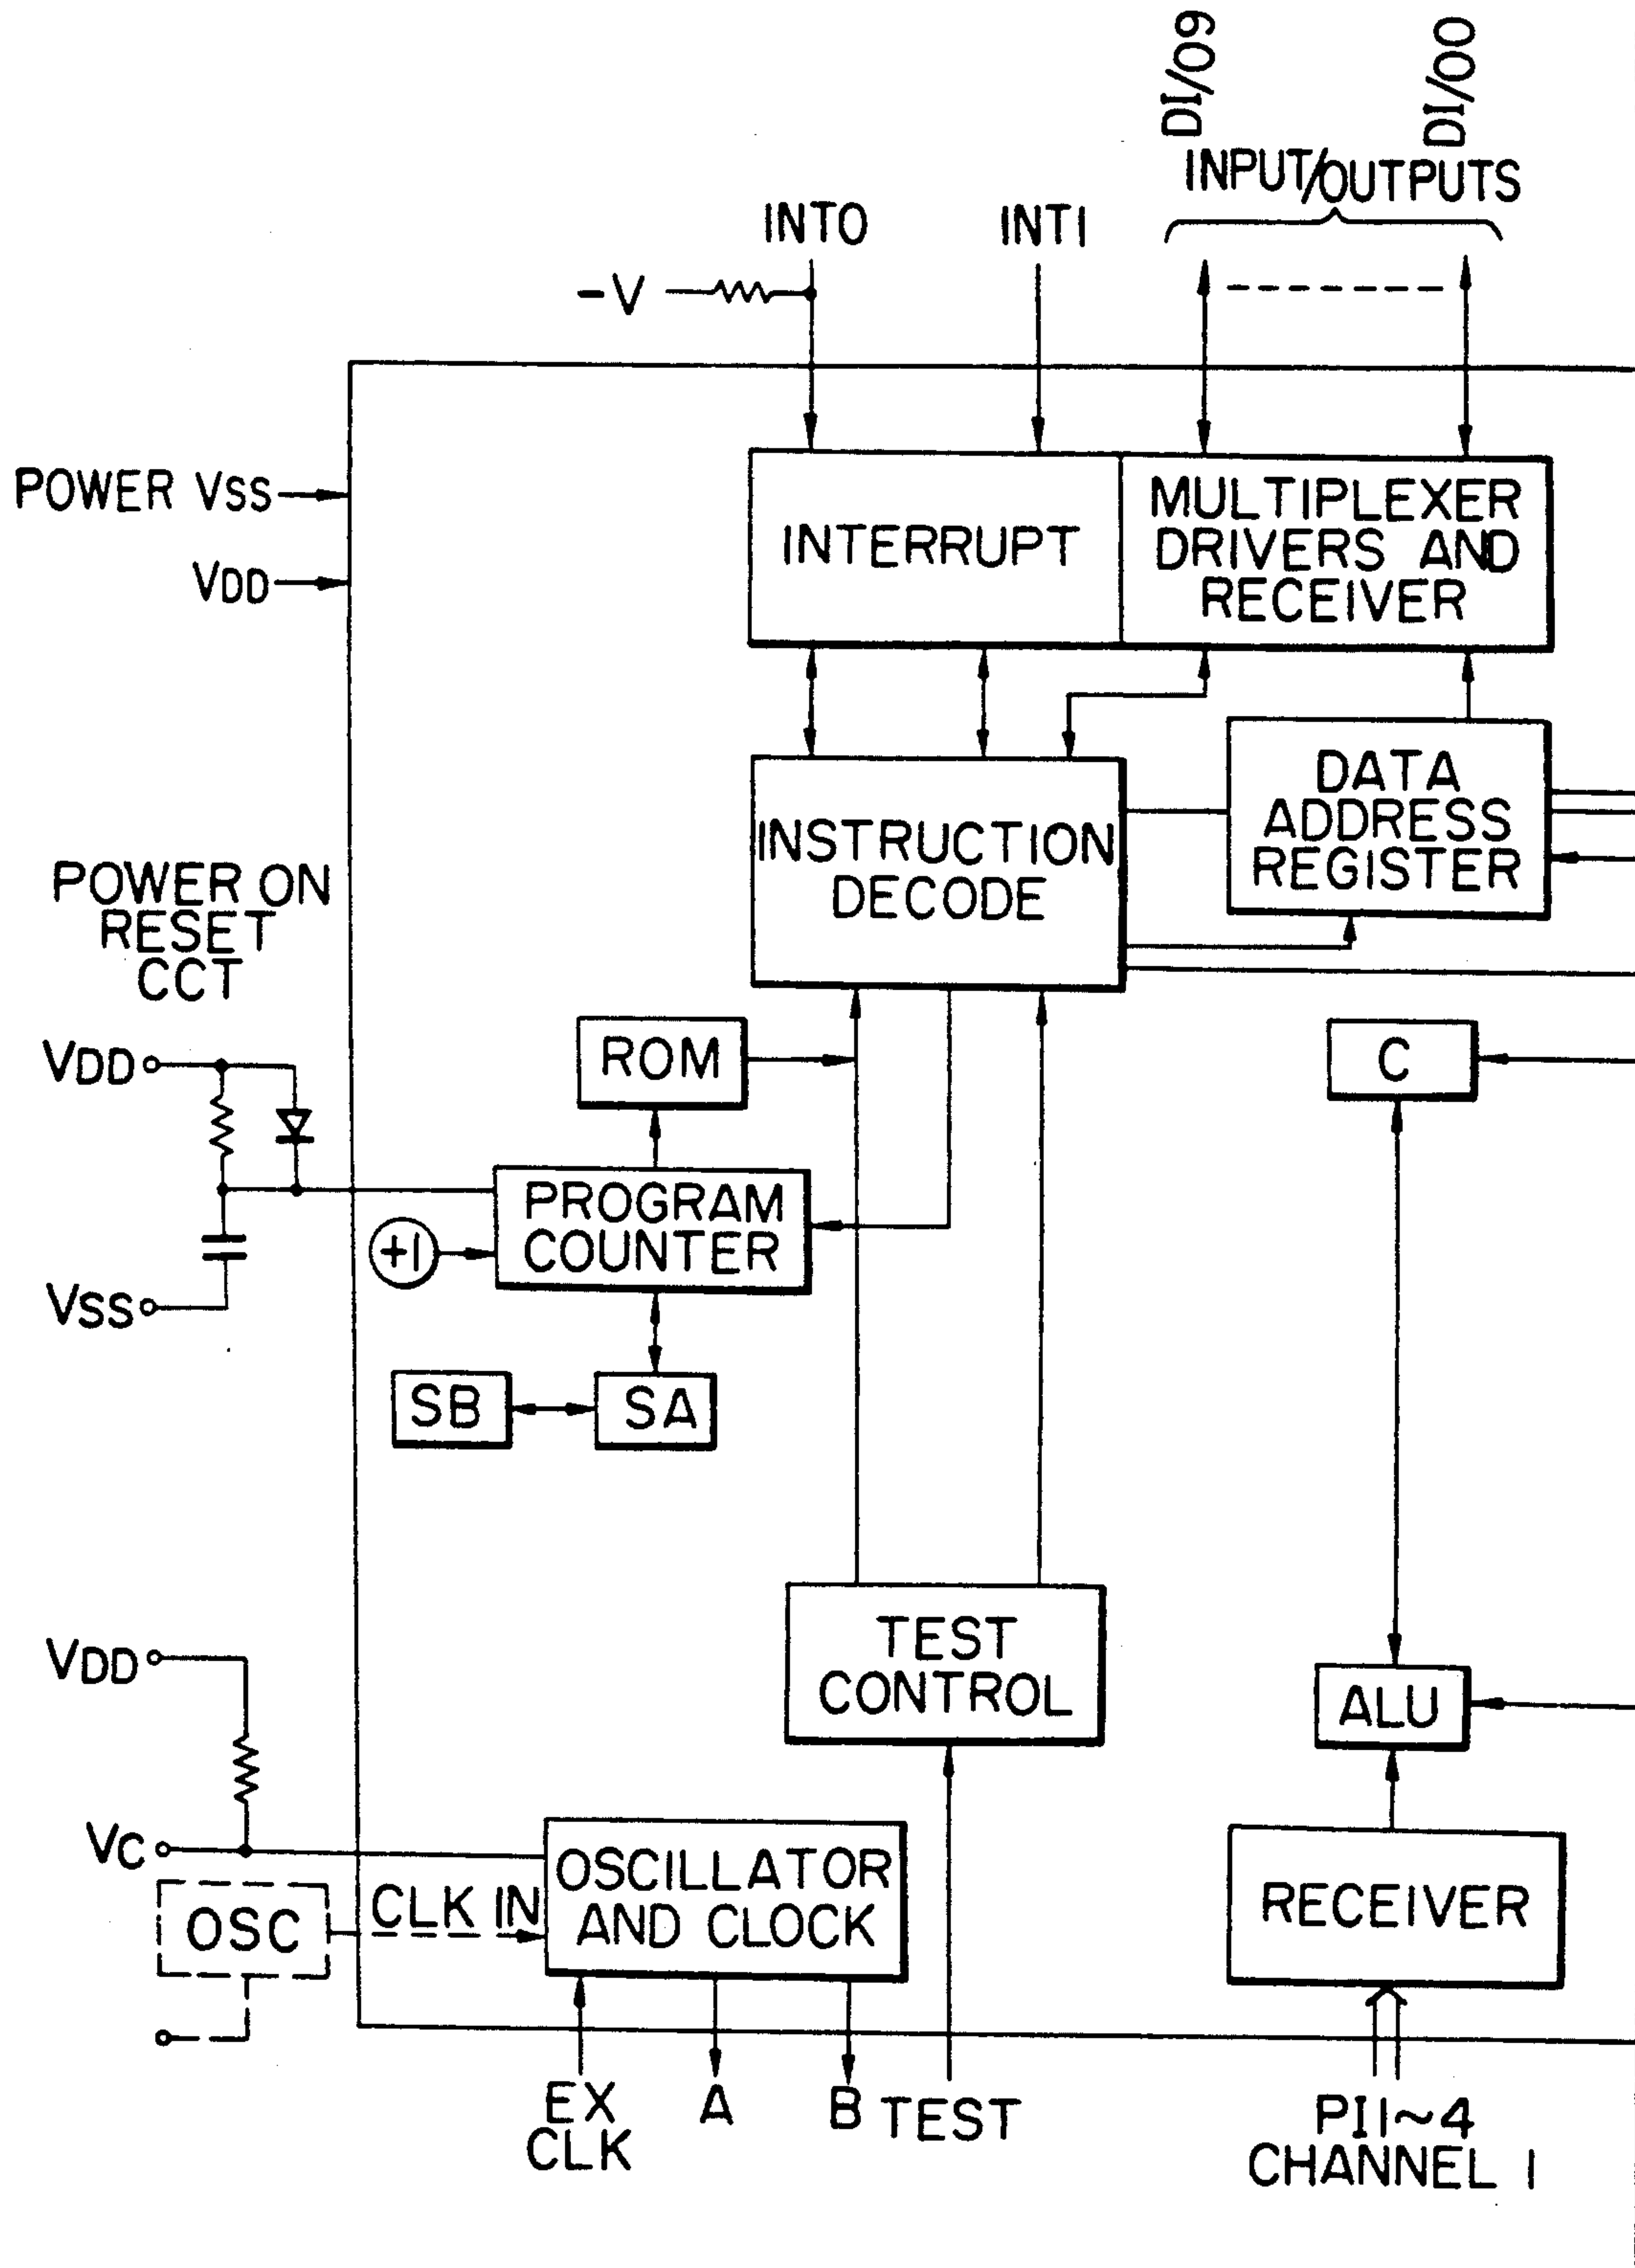 DI/09
DI/00
INPUT/OUTPUTS
INT0
INT1
-V
POWER VSS
VDD
INTERRUPT
MULTIPLEXER
DRIVERS AND
RECEIVER
INSTRUCTION
DECODE
DATA
ADDRESS
REGISTER
POWER ON
RESET
CCT
VDD
ROM
C
PROGRAM
COUNTER
+1
VSS
SB
SA
VDD
TEST
CONTROL
ALU
VC
OSCILLATOR
AND CLOCK
CLK IN
OSC
RECEIVER
EX
CLK
A
B
TEST
PI1~4
CHANNEL 1